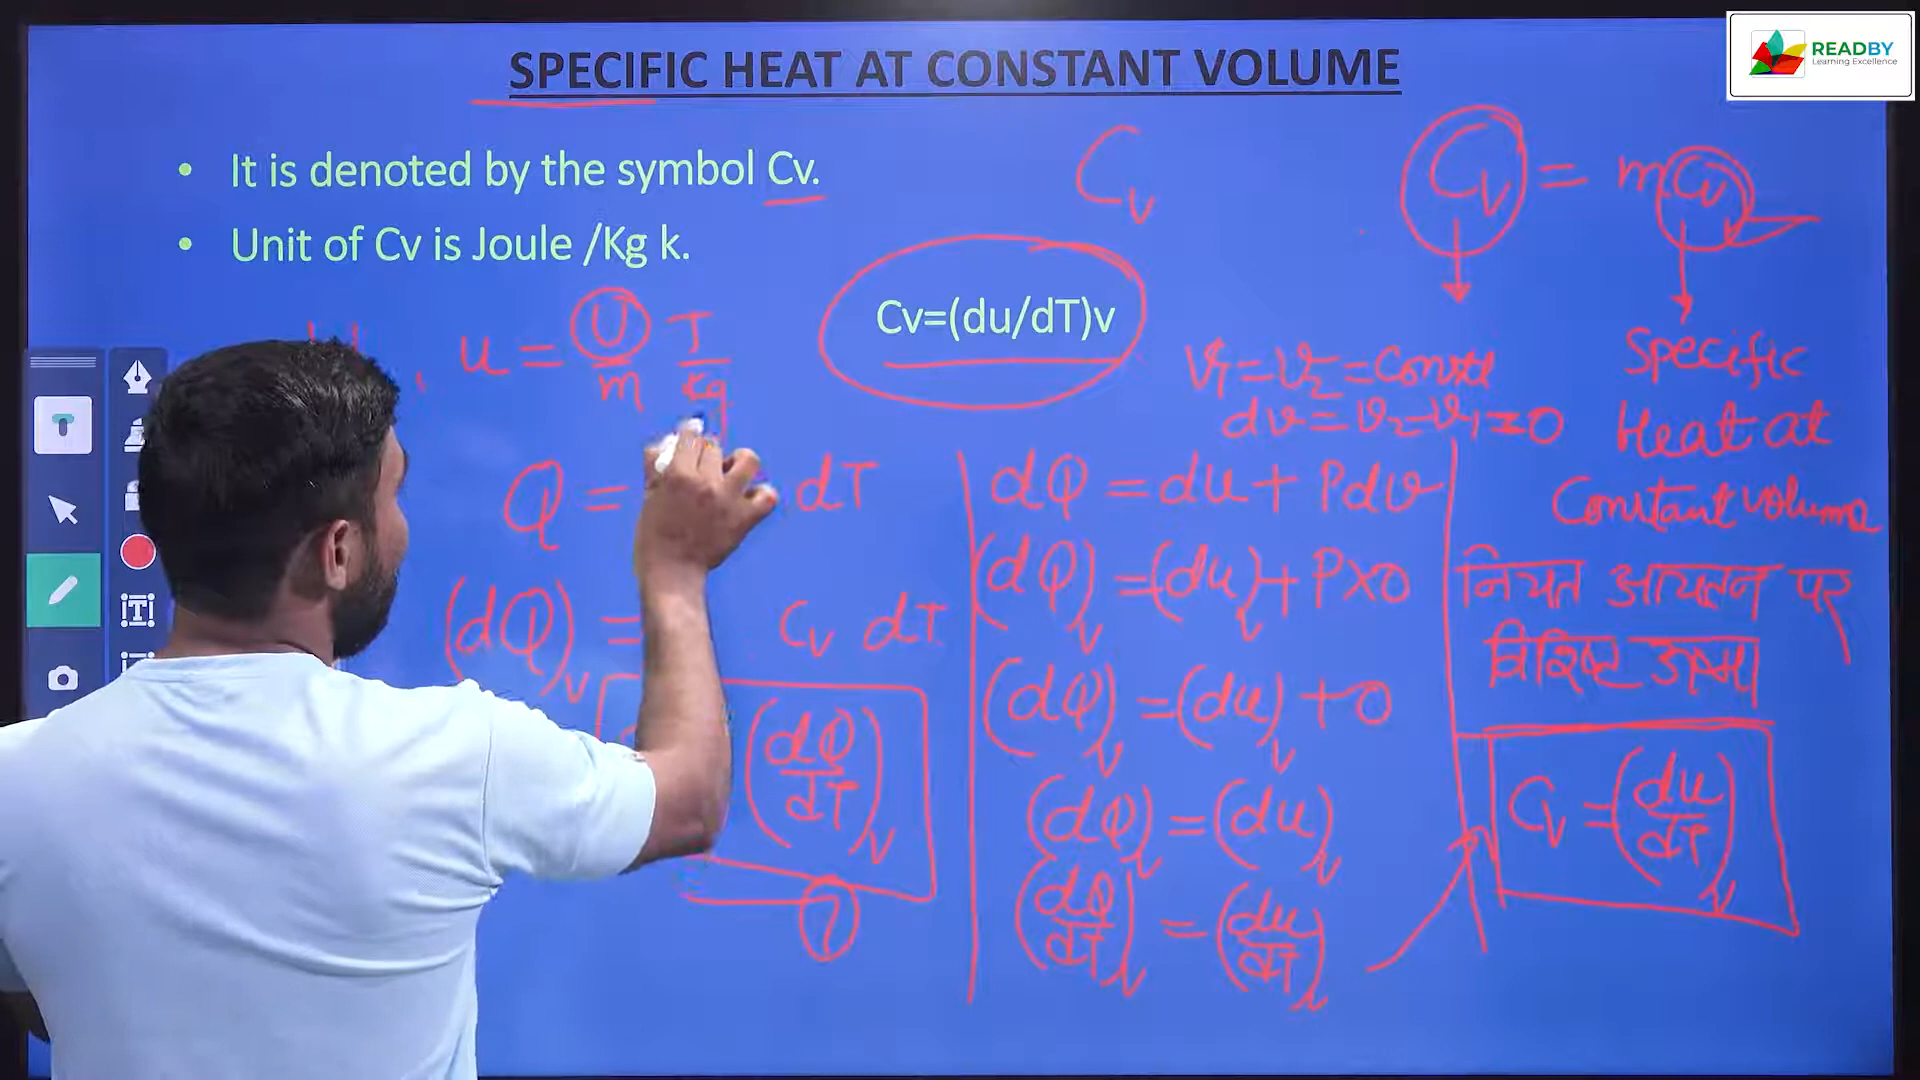 SPECIFIC HEAT AT CONSTANT VOLUME
READBY
Learning Excellence
• It is denoted by the symbol Cv.
• Unit of Cv is Joule /Kg k.
Cv
Cv = mCv
Cv=(du/dT)v
u = U/m J/kg
v1 = v2 = Const
dv = v2 - v1 = 0
Specific
Heat at
Constant volume
नियत आयतन पर
विशिष्ट ऊष्मा
Cv = (du/dT)v
Q = dT
(dQ)v = Cv dT
(dQ/dT)v
1
dQ = du + Pdv
(dQ)v = (du)v + P×0
(dQ)v = (du)v + 0
(dQ)v = (du)v
(dQ/dT)v = (du/dT)v